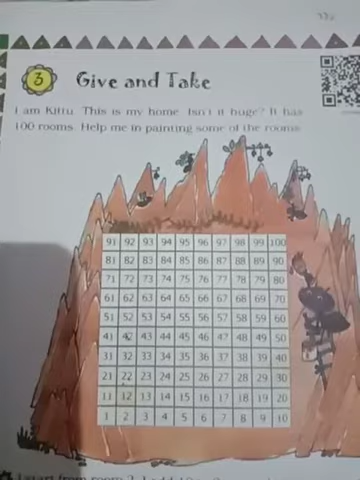 3
Give and Take
I am Kittu. This is my home. Isn't it huge? It has
100 rooms. Help me in painting some of the rooms.
91 92 93 94 95 96 97 98 99 100
81 82 83 84 85 86 87 88 89 90
71 72 73 74 75 76 77 78 79 80
61 62 63 64 65 66 67 68 69 70
51 52 53 54 55 56 57 58 59 60
41 42 43 44 45 46 47 48 49 50
31 32 33 34 35 36 37 38 39 40
21 22 23 24 25 26 27 28 29 30
11 12 13 14 15 16 17 18 19 20
1 2 3 4 5 6 7 8 9 10
start from room